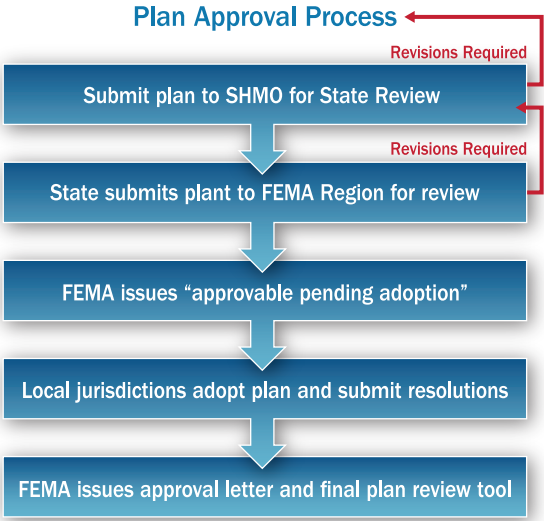 Plan Approval Process
Revisions Required
Submit plan to SHMO for State Review
Revisions Required
State submits plant to FEMA Region for review
FEMA issues “approvable pending adoption”
Local jurisdictions adopt plan and submit resolutions
FEMA issues approval letter and final plan review tool